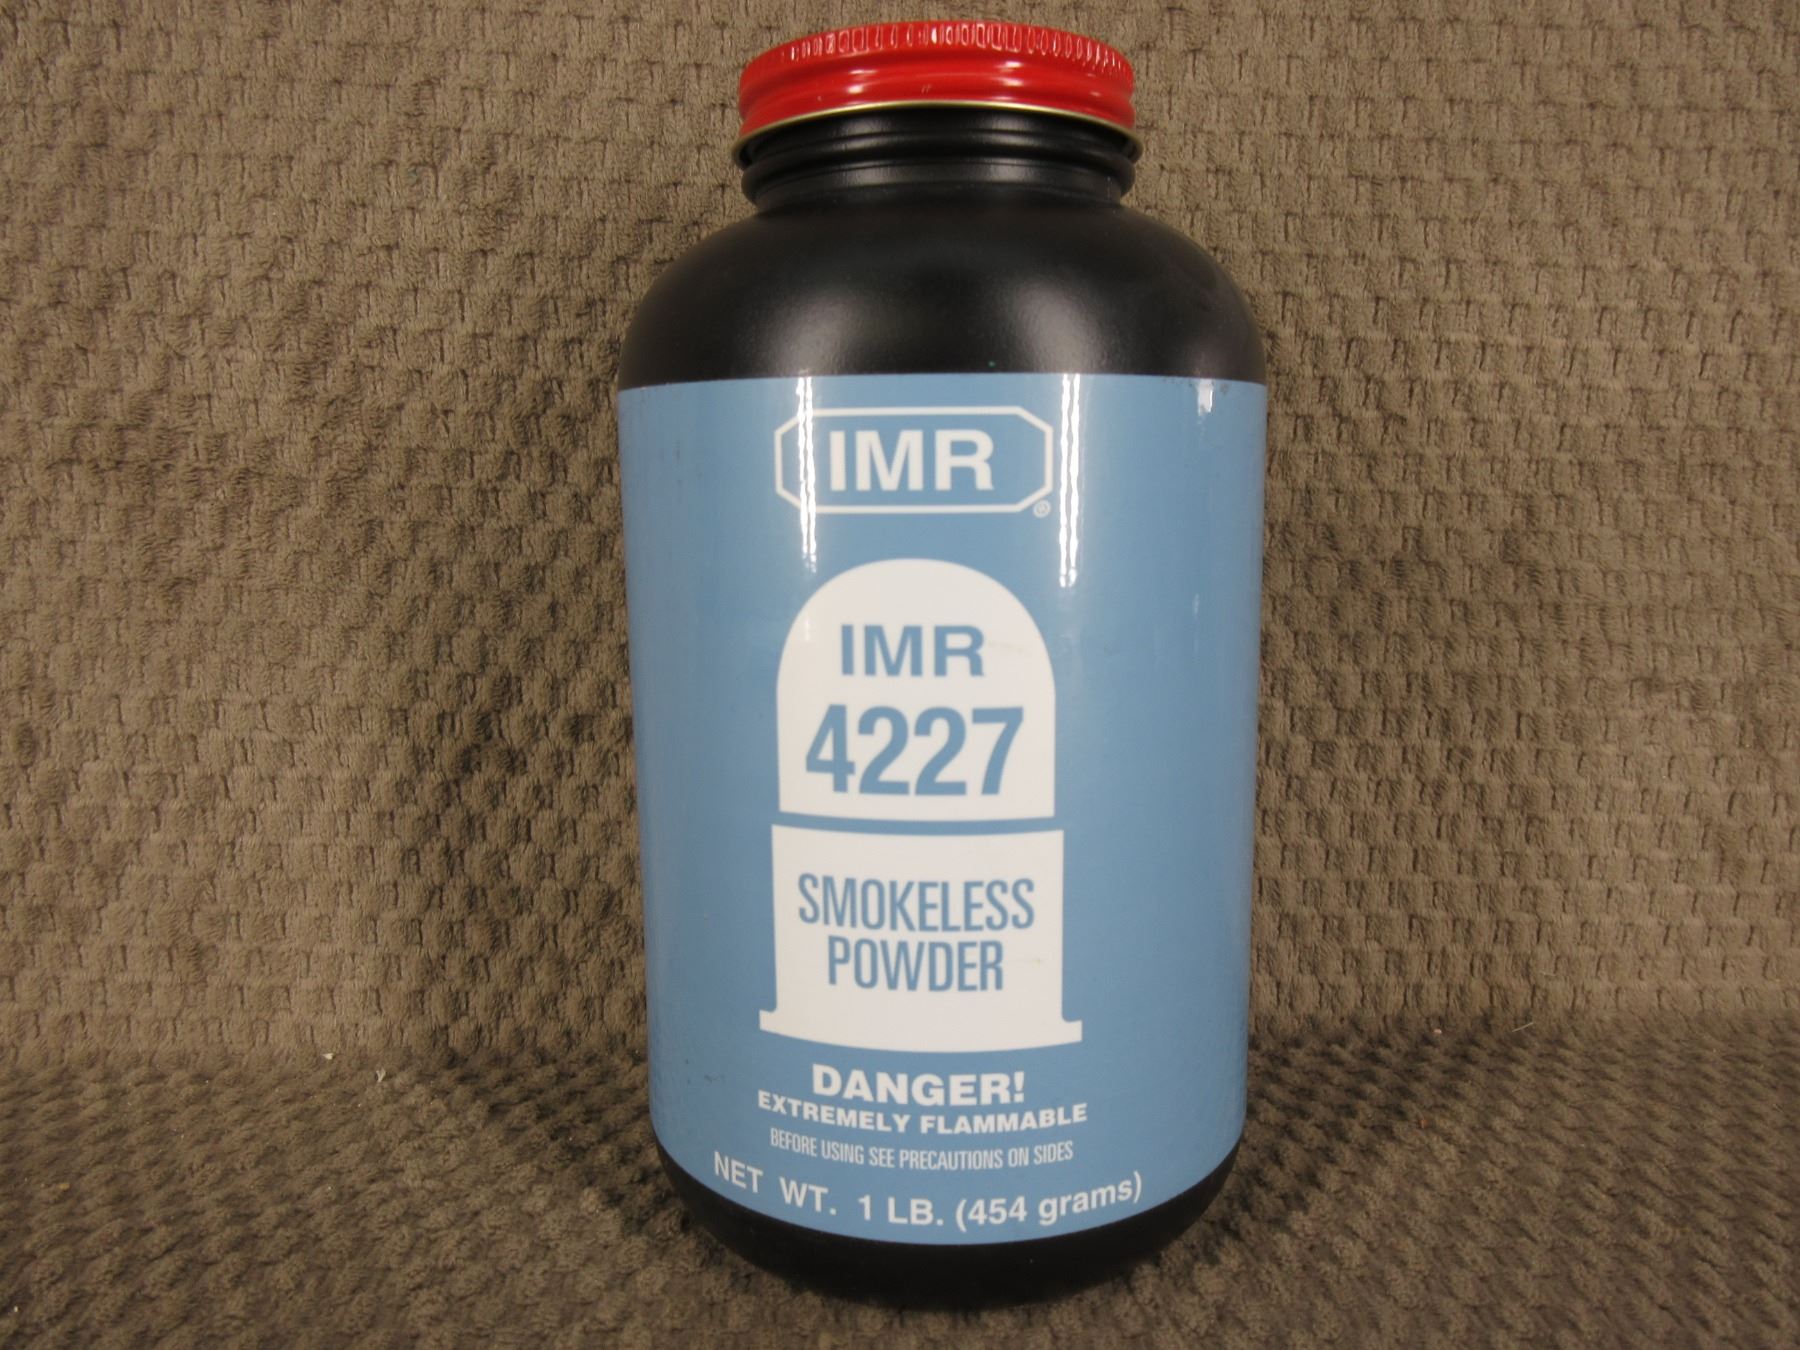 IMR®
IMR
4227
SMOKELESS
POWDER
DANGER!
EXTREMELY FLAMMABLE
BEFORE USING SEE PRECAUTIONS ON SIDES
NET WT. 1 LB. (454 grams)